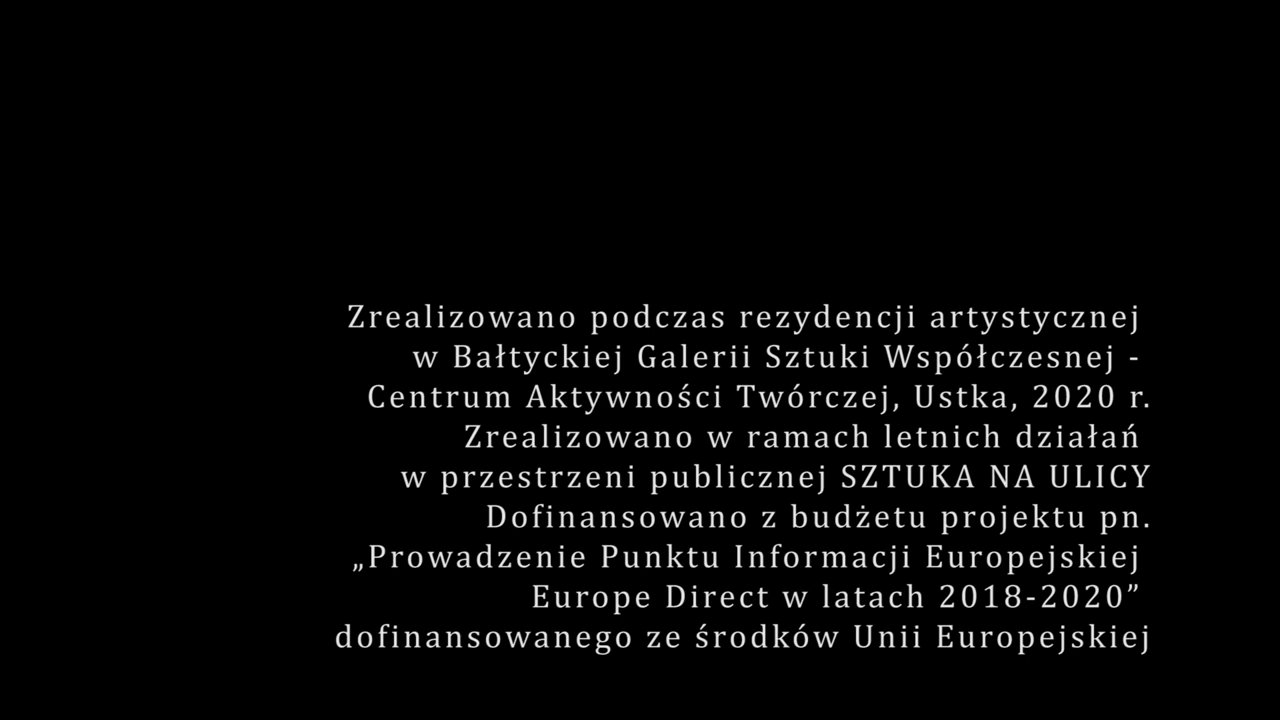 Zrealizowano podczas rezydencji artystycznej
w Bałtyckiej Galerii Sztuki Współczesnej -
Centrum Aktywności Twórczej, Ustka, 2020 r.
Zrealizowano w ramach letnich działań
w przestrzeni publicznej SZTUKA NA ULICY
Dofinansowano z budżetu projektu pn.
„Prowadzenie Punktu Informacji Europejskiej
Europe Direct w latach 2018-2020”
dofinansowanego ze środków Unii Europejskiej